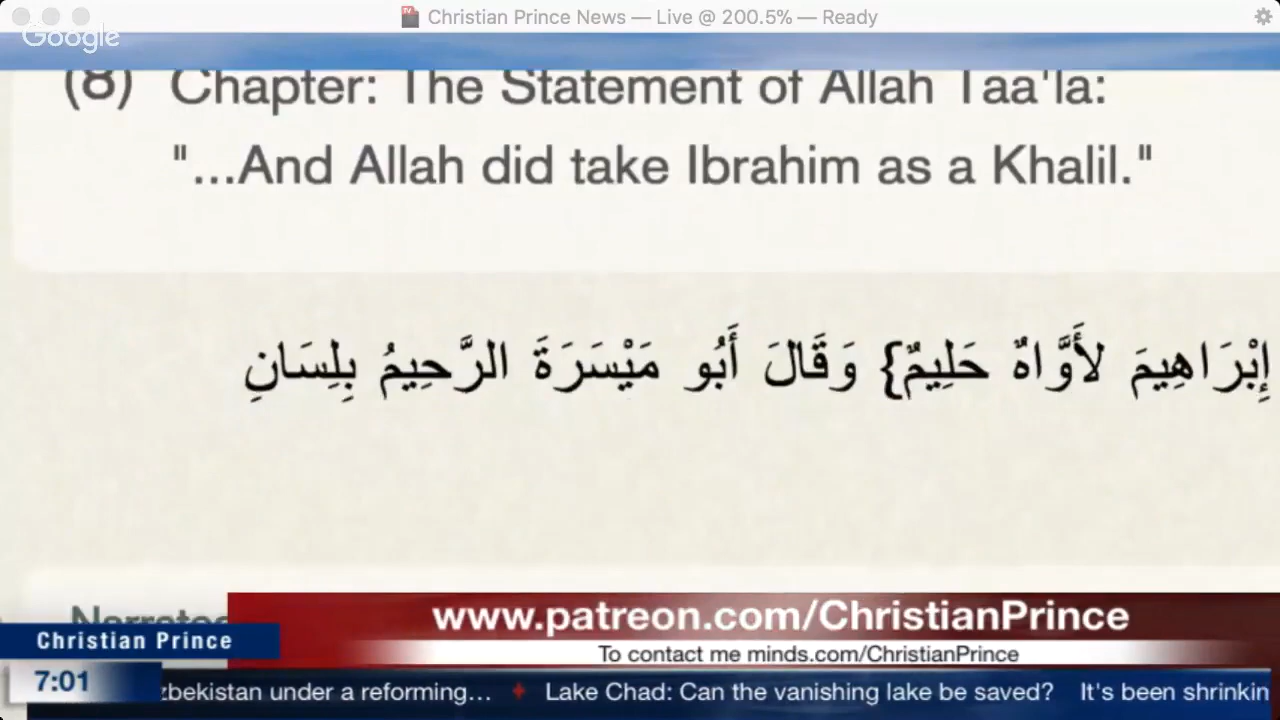 Christian Prince News — Live @ 200.5% — Ready
Google
(8) Chapter: The Statement of Allah Taa'la:
"...And Allah did take Ibrahim as a Khalil."
إِبْرَاهِيمَ لأَوَّاهٌ حَلِيمٌ} وَقَالَ أَبُو مَيْسَرَةَ الرَّحِيمُ بِلِسَانِ
www.patreon.com/ChristianPrince
Christian Prince
To contact me minds.com/ChristianPrince
7:01
zbekistan under a reforming... Lake Chad: Can the vanishing lake be saved? It's been shrinkin